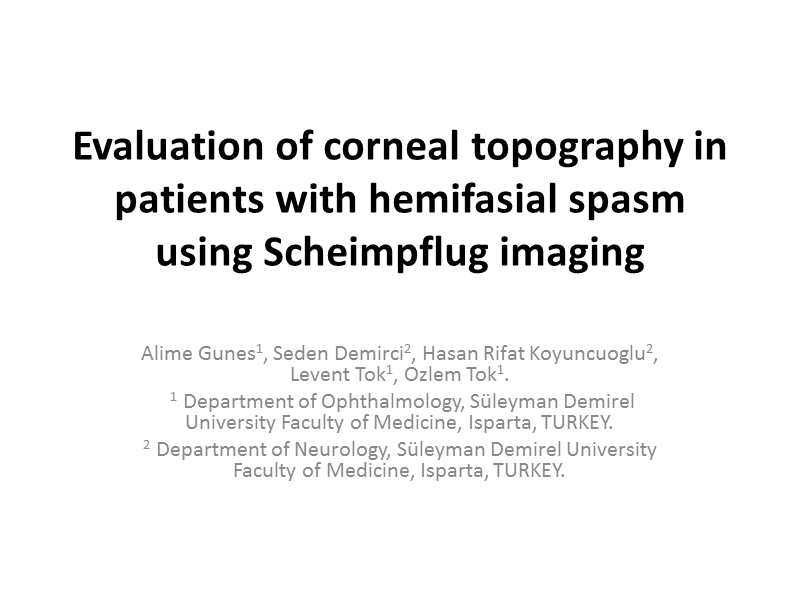 Evaluation of corneal topography in
patients with hemifasial spasm
using Scheimpflug imaging
Alime Gunes¹, Seden Demirci², Hasan Rifat Koyuncuoglu²,
Levent Tok¹, Ozlem Tok¹.
¹ Department of Ophthalmology, Süleyman Demirel
University Faculty of Medicine, Isparta, TURKEY.
² Department of Neurology, Süleyman Demirel University
Faculty of Medicine, Isparta, TURKEY.